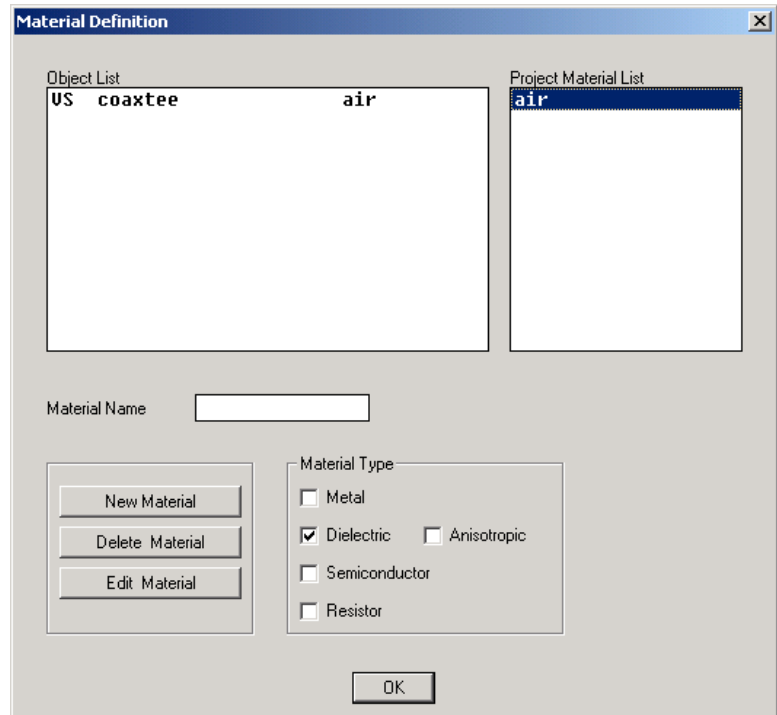 Material Definition
Object List
Project Material List
VS coaxtee air
air
Material Name
New Material
Delete Material
Edit Material
Material Type
Metal
Dielectric
Anisotropic
Semiconductor
Resistor
OK